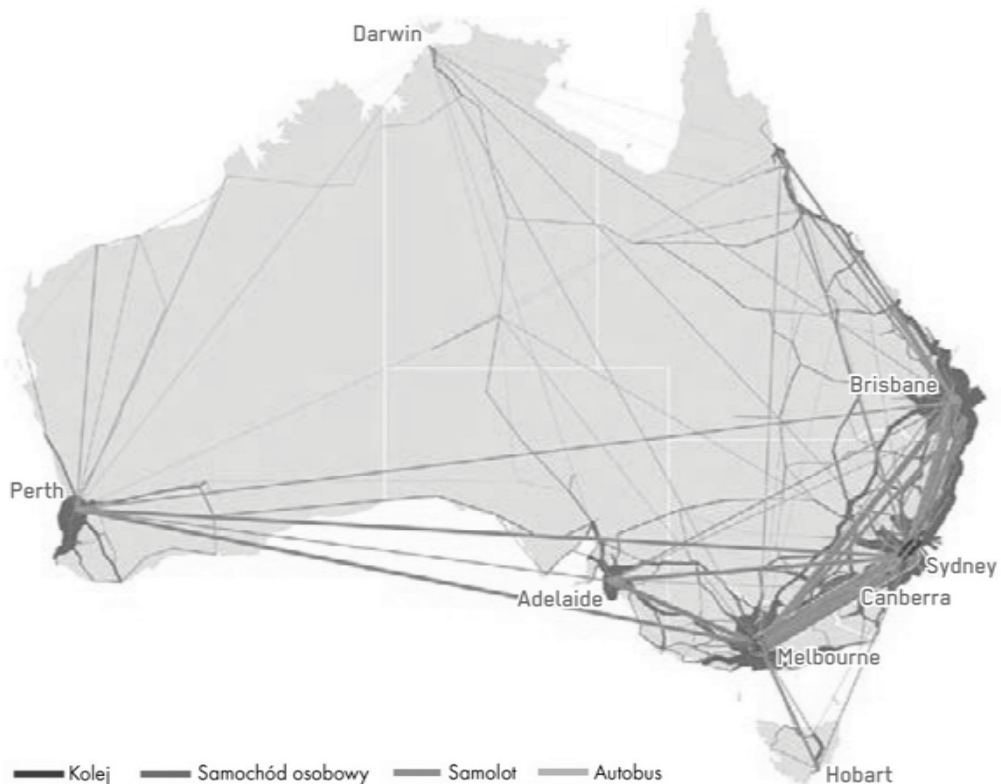 Darwin
Brisbane
Perth
Sydney
Canberra
Adelaide
Melbourne
Kolej Samochód osobowy Samolot Autobus
Hobart